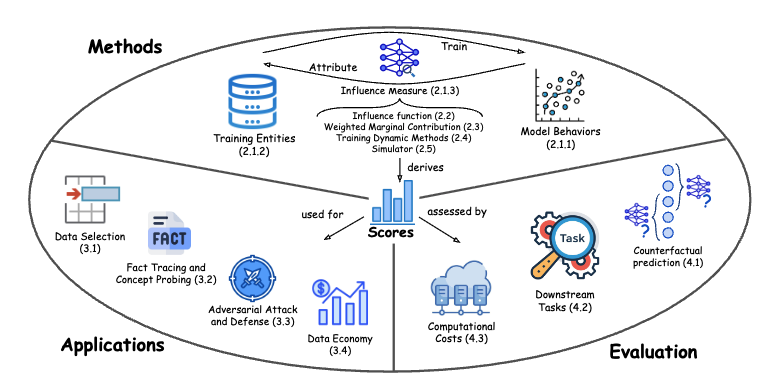 Methods
Train
Attribute
Influence Measure (2.1.3)
Training Entities
(2.1.2)
Influence function (2.2)
Weighted Marginal Contribution (2.3)
Training Dynamic Methods (2.4)
Simulator (2.5)
Model Behaviors
(2.1.1)
derives
Scores
used for
assessed by
Data Selection
(3.1)
FACT
Fact Tracing and
Concept Probing (3.2)
Adversarial Attack
and Defense (3.3)
$
Data Economy
(3.4)
Applications
Computational
Costs (4.3)
Task
Downstream
Tasks (4.2)
?
?
Counterfactual
prediction (4.1)
Evaluation